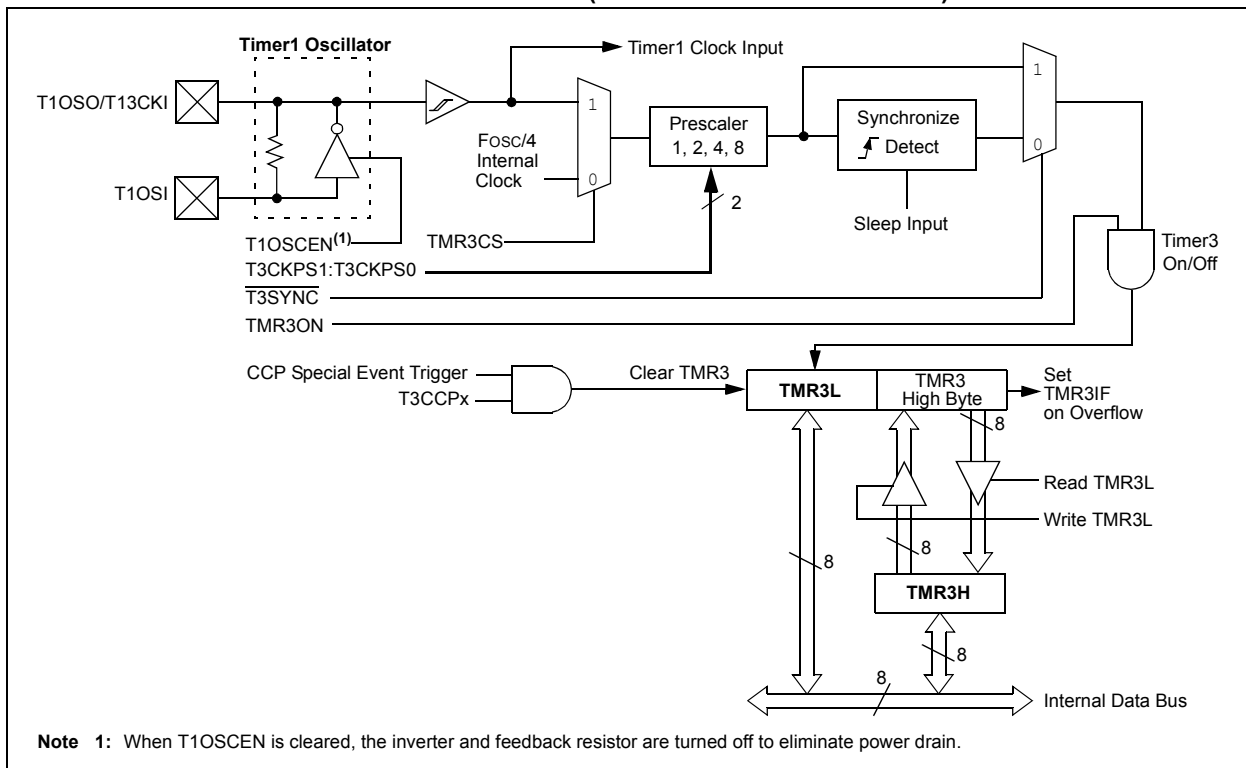 Timer1 Oscillator
Timer1 Clock Input
T1OSO/T13CKI
1
1
Prescaler
1, 2, 4, 8
Synchronize
Detect
FOSC/4
Internal
Clock
0
0
T1OSI
2
Sleep Input
T1OSCEN(1)
TMR3CS
Timer3
On/Off
T3CKPS1:T3CKPS0
T3SYNC
TMR3ON
CCP Special Event Trigger
T3CCPx
Clear TMR3
TMR3L
TMR3
High Byte
Set
TMR3IF
on Overflow
8
Read TMR3L
Write TMR3L
8
8
TMR3H
8
8
Internal Data Bus
Note 1: When T1OSCEN is cleared, the inverter and feedback resistor are turned off to eliminate power drain.